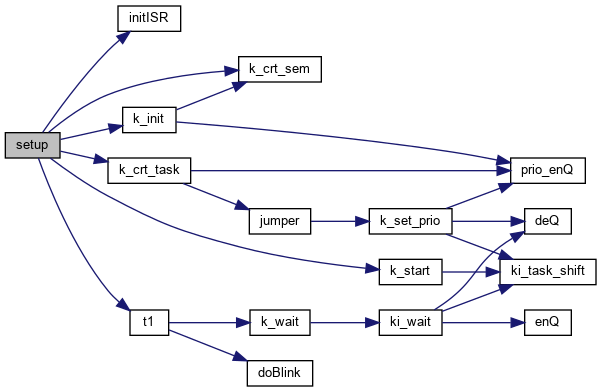 initISR
k_crt_sem
k_init
setup
k_crt_task
prio_enQ
jumper
k_set_prio
deQ
k_start
ki_task_shift
t1
k_wait
ki_wait
enQ
doBlink